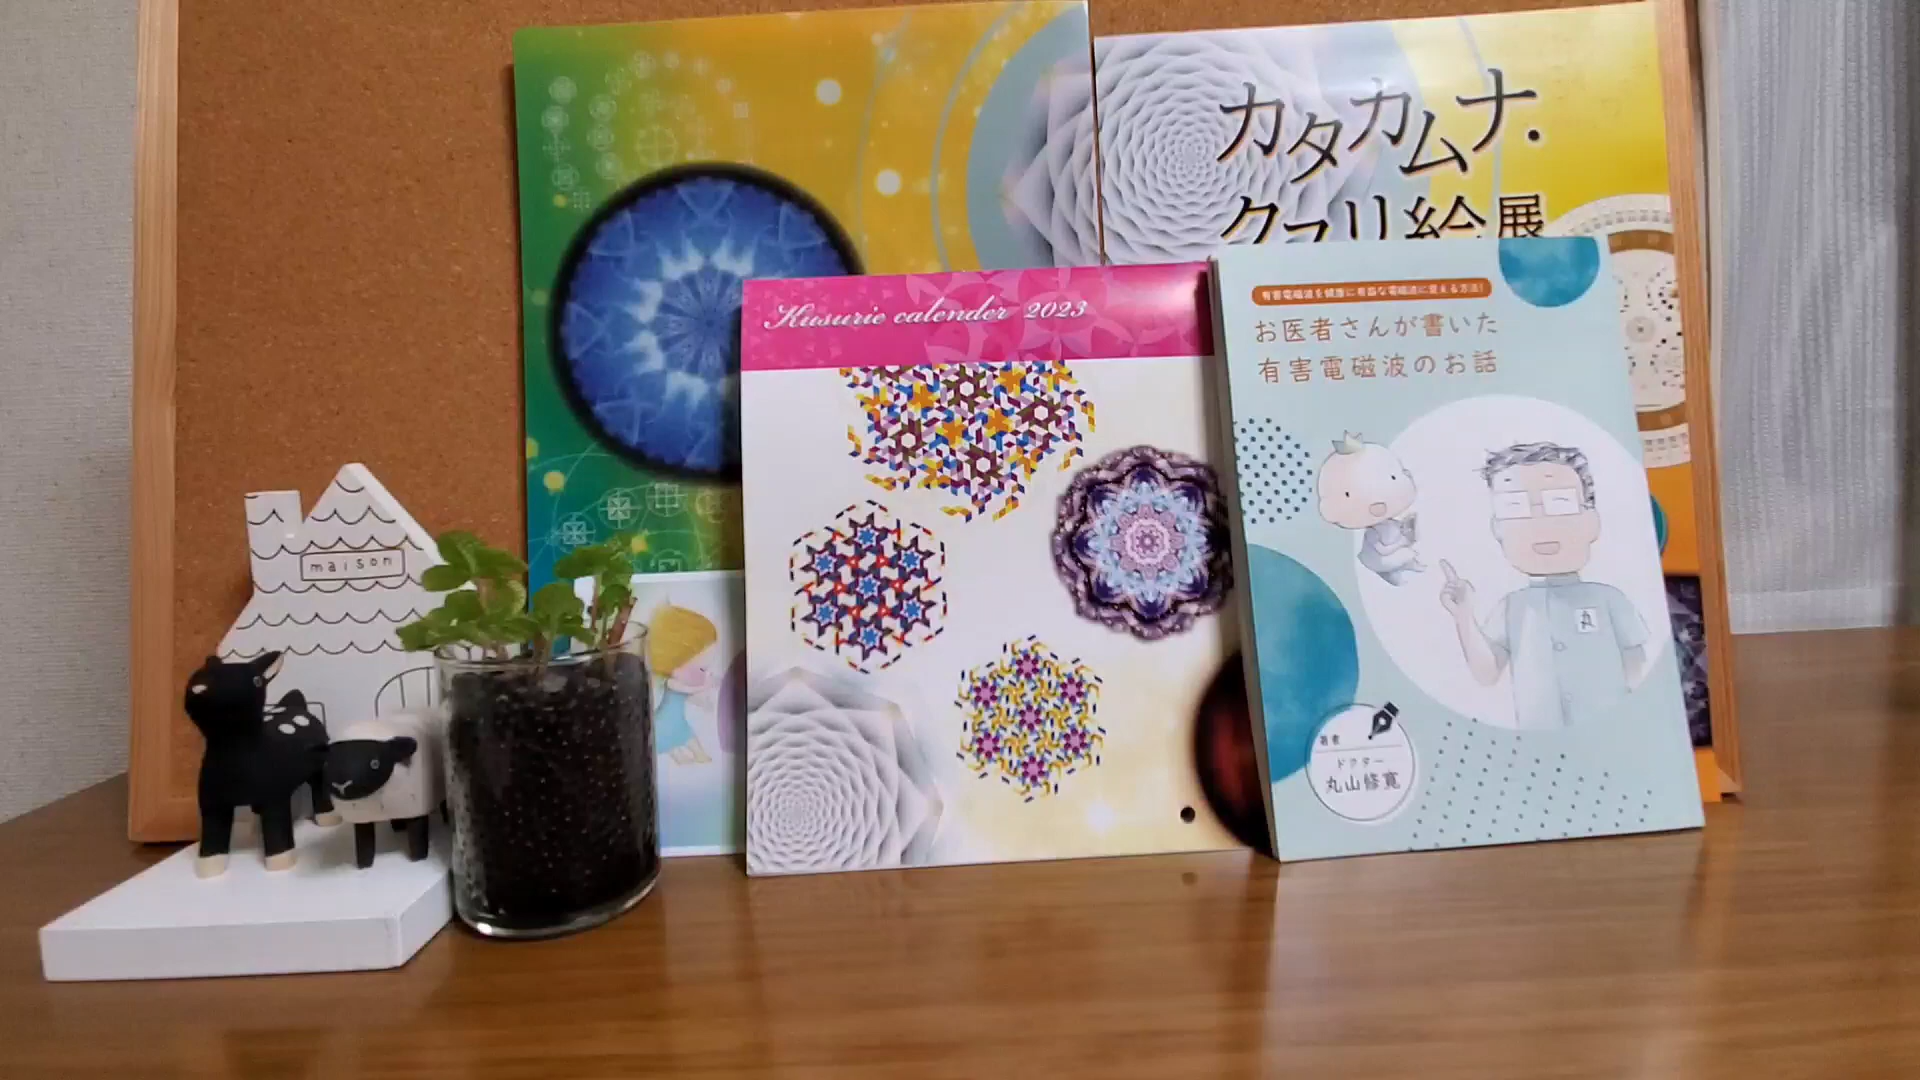 カタカムナ・
クスリ絵展
Kusurie calender 2023
有害電磁波を健康に有益な電磁波に変える方法!
お医者さんが書いた
有害電磁波のお話
著者
ドクター
丸山修寛
maison